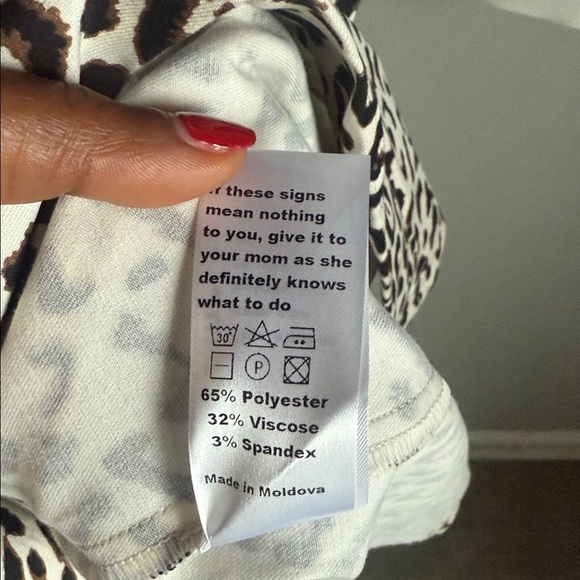 these signs
mean nothing
to you, give it to
your mom as she
definitely knows
what to do
30°
P
65% Polyester
32% Viscose
3% Spandex
Made in Moldova